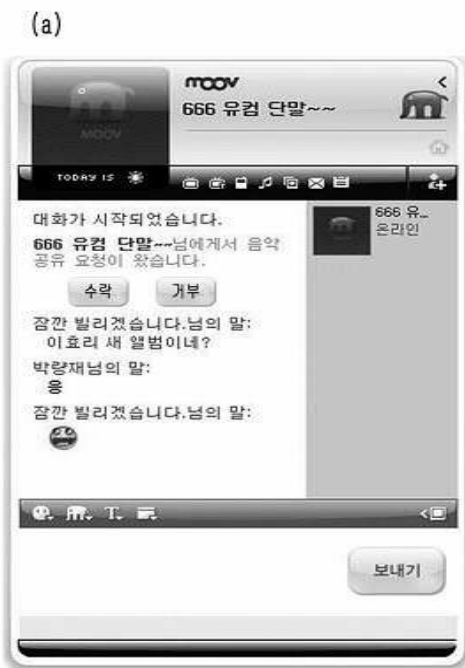 (a)
moov
666 유컴 단말~~
MOOV
TODAY IS
대화가 시작되었습니다.
666 유컴 단말~~님에게서 음악
공유 요청이 왔습니다.
수락 거부
잠깐 빌리겠습니다.님의 말:
이효리 새 앨범이네?
박량재님의 말:
응
잠깐 빌리겠습니다.님의 말:
666 유..
온라인
보내기